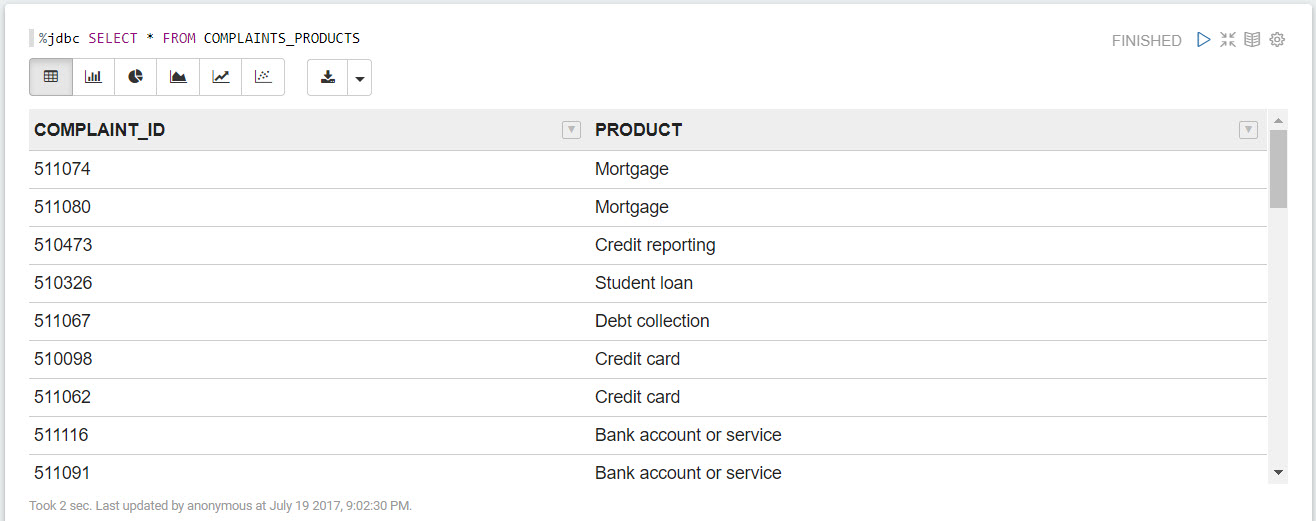 %jdbc SELECT * FROM COMPLAINTS_PRODUCTS
FINISHED
COMPLAINT_ID PRODUCT
511074 Mortgage
511080 Mortgage
510473 Credit reporting
510326 Student loan
511067 Debt collection
510098 Credit card
511062 Credit card
511116 Bank account or service
511091 Bank account or service
Took 2 sec. Last updated by anonymous at July 19 2017, 9:02:30 PM.